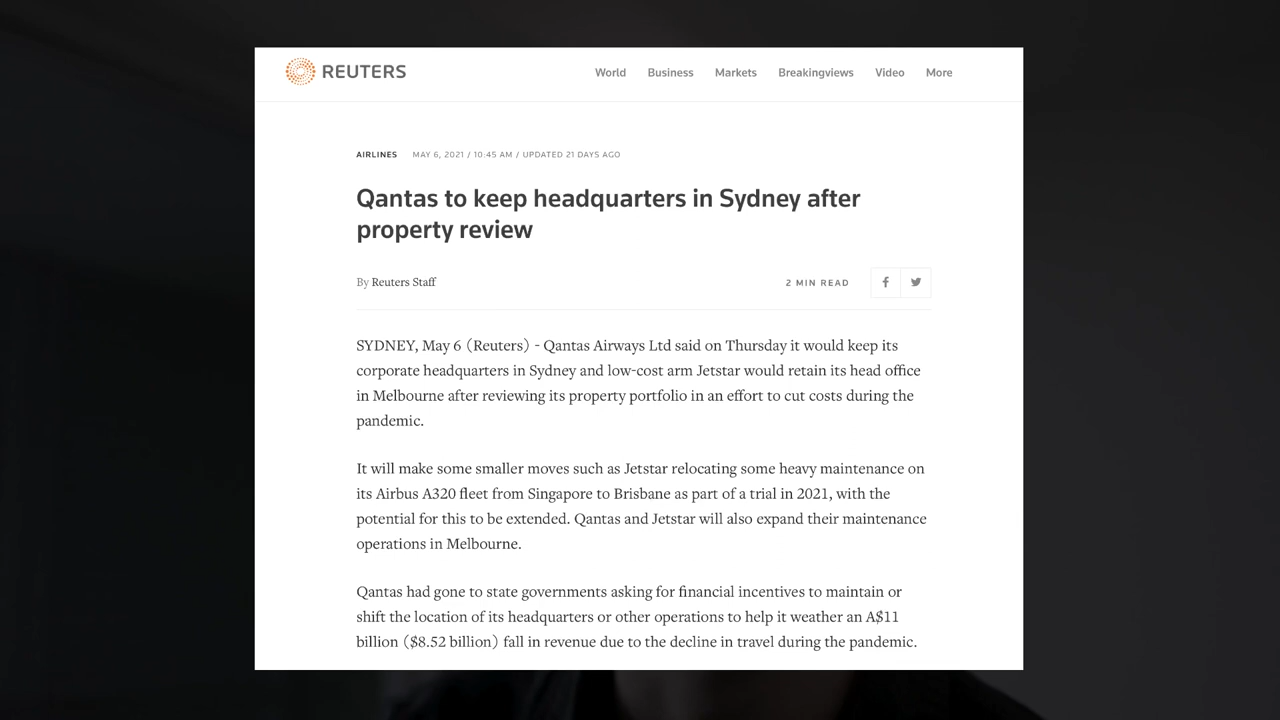 REUTERS
World Business Markets Breakingviews Video More
AIRLINES MAY 6, 2021 / 10:45 AM / UPDATED 21 DAYS AGO
Qantas to keep headquarters in Sydney after
property review
By Reuters Staff
2 MIN READ
SYDNEY, May 6 (Reuters) - Qantas Airways Ltd said on Thursday it would keep its
corporate headquarters in Sydney and low-cost arm Jetstar would retain its head office
in Melbourne after reviewing its property portfolio in an effort to cut costs during the
pandemic.
It will make some smaller moves such as Jetstar relocating some heavy maintenance on
its Airbus A320 fleet from Singapore to Brisbane as part of a trial in 2021, with the
potential for this to be extended. Qantas and Jetstar will also expand their maintenance
operations in Melbourne.
Qantas had gone to state governments asking for financial incentives to maintain or
shift the location of its headquarters or other operations to help it weather an A$11
billion ($8.52 billion) fall in revenue due to the decline in travel during the pandemic.